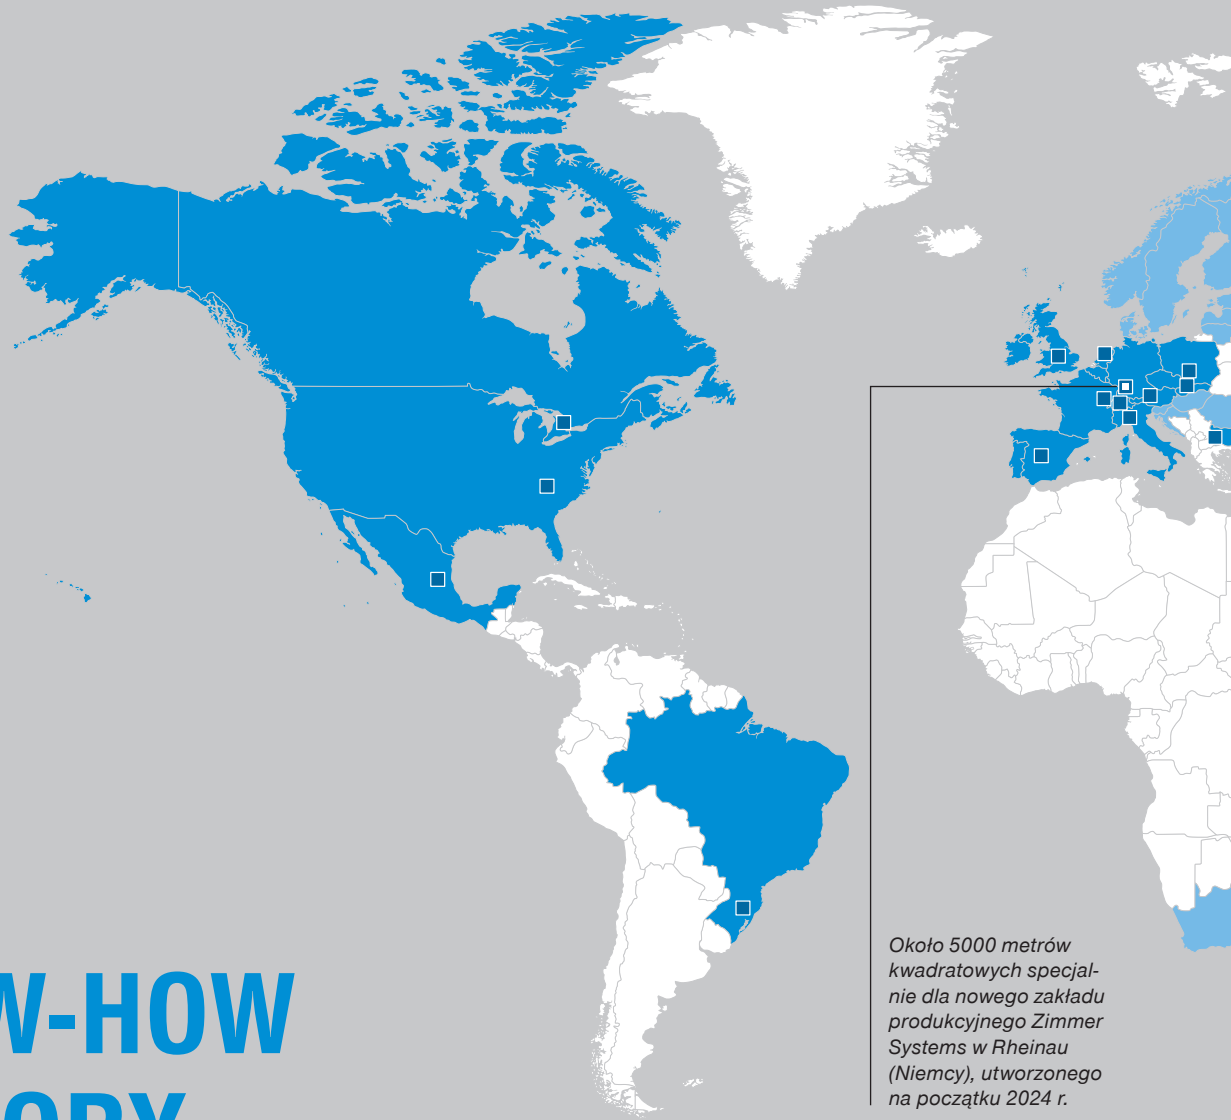 W-HOW
Około 5000 metrów
kwadratowych specjal-
nie dla nowego zakładu
produkcyjnego Zimmer
Systems w Rheinau
(Niemcy), utworzonego
na początku 2024 r.